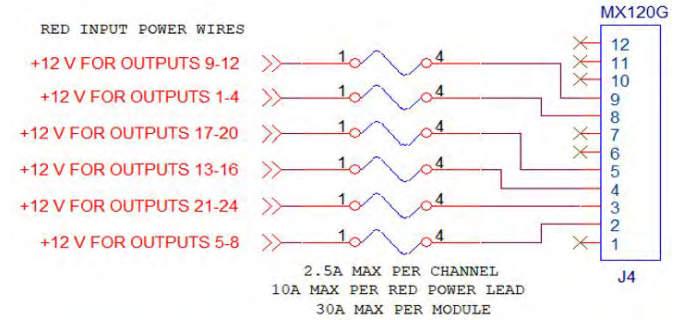 MX120G
RED INPUT POWER WIRES
12
+12 V FOR OUTPUTS 9-12 1 4 11
10
+12 V FOR OUTPUTS 1-4 1 4 9
8
+12 V FOR OUTPUTS 17-20 1 4 7
6
+12 V FOR OUTPUTS 13-16 1 4 5
4
+12 V FOR OUTPUTS 21-24 1 4 3
2
+12 V FOR OUTPUTS 5-8 1 4 1
2.5A MAX PER CHANNEL
J4
10A MAX PER RED POWER LEAD
30A MAX PER MODULE